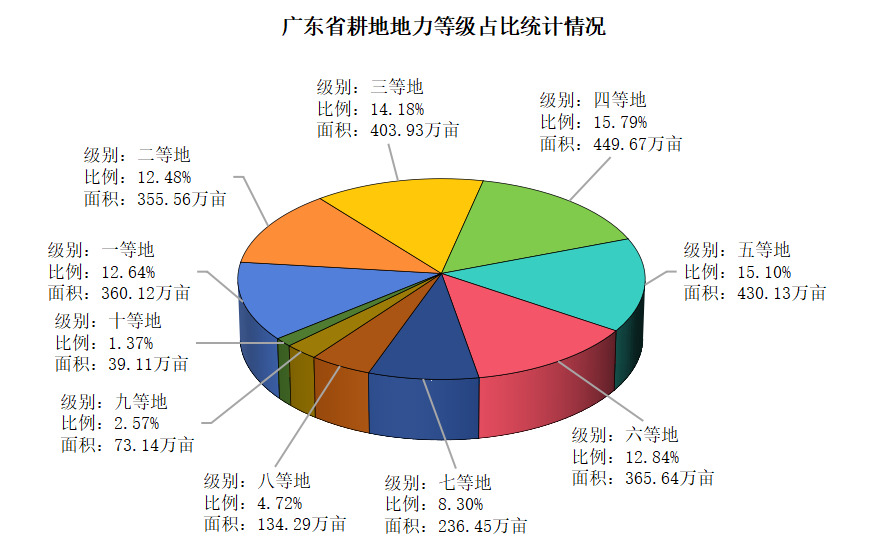 广东省耕地地力等级占比统计情况
级别：三等地
比例：14.18%
面积：403.93万亩
级别：四等地
比例：15.79%
面积：449.67万亩
级别：二等地
比例：12.48%
面积：355.56万亩
级别：一等地
比例：12.64%
面积：360.12万亩
级别：五等地
比例：15.10%
面积：430.13万亩
级别：十等地
比例：1.37%
面积：39.11万亩
级别：九等地
比例：2.57%
面积：73.14万亩
级别：六等地
比例：12.84%
面积：365.64万亩
级别：八等地
比例：4.72%
面积：134.29万亩
级别：七等地
比例：8.30%
面积：236.45万亩